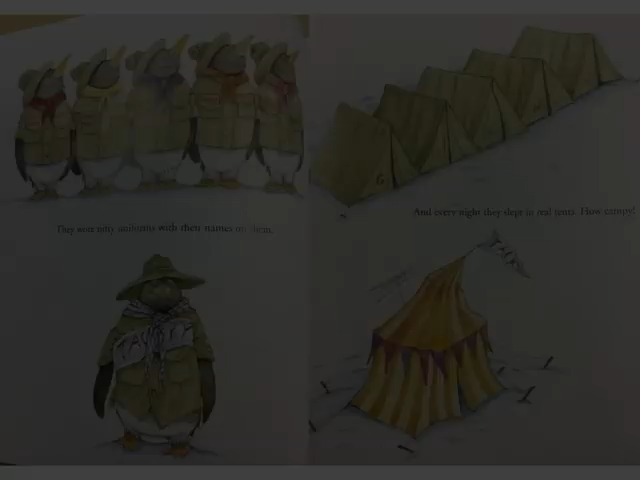 They wore nifty uniforms with their names on them.
And every night they slept in real tents. How campy!
G